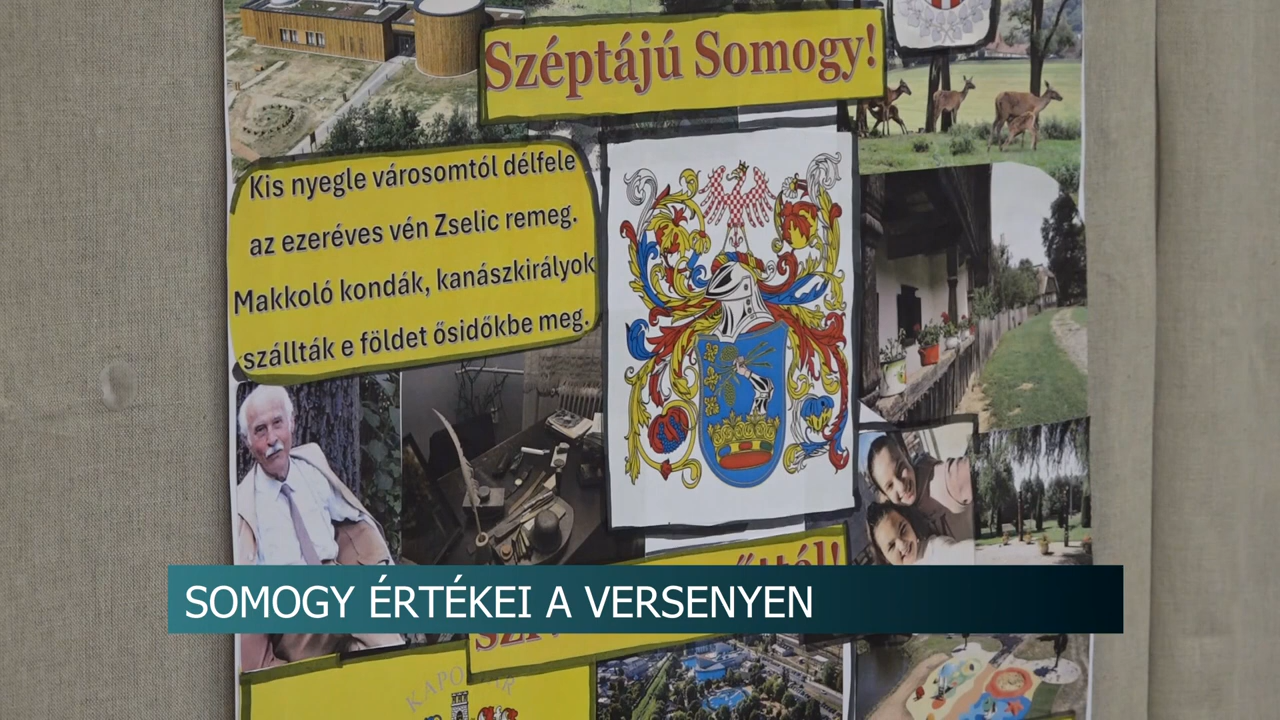 Széptájú Somogy!
Kis nyegle városomtól délfele
az ezeréves vén Zselic remeg.
Makkoló kondák, kanászkirályok
szállták e földet ősidőkbe meg.
SOMOGY ÉRTÉKEI A VERSENYEN